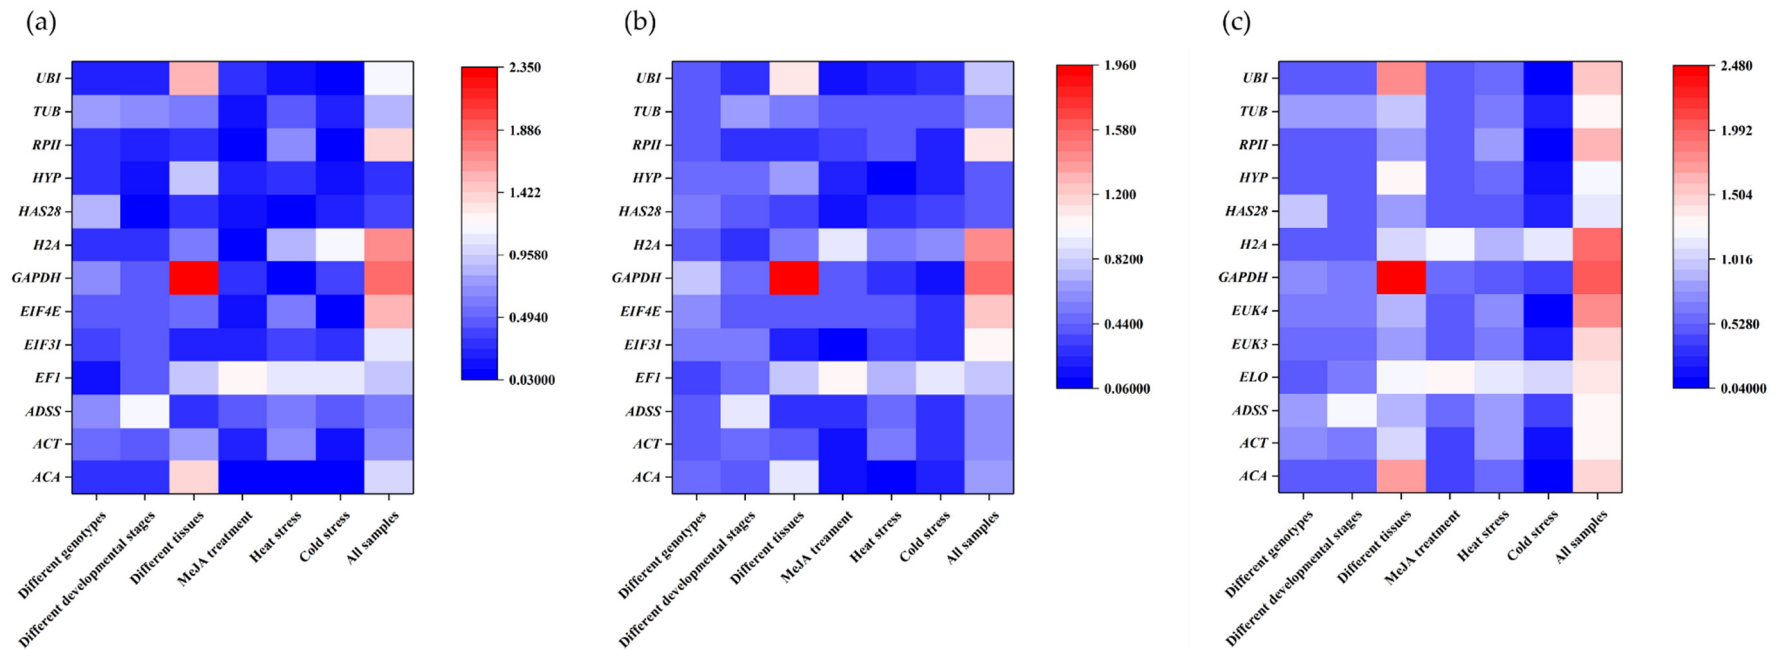 (a)
UBI
TUB
RPII
HYP
HAS28
H2A
GAPDH
EIF4E
EIF3I
EF1
ADSS
ACT
ACA
Different genotypes
Different developmental stages
Different tissues
MeJA treatment
Heat stress
Cold stress
All samples
2.350
1.886
1.422
0.9580
0.4940
0.03000
(b)
UBI
TUB
RPII
HYP
HAS28
H2A
GAPDH
EIF4E
EIF3I
EF1
ADSS
ACT
ACA
Different genotypes
Different developmental stages
Different tissues
MeJA treament
Heat stress
Cold stress
All samples
1.960
1.580
1.200
0.8200
0.4400
0.06000
(c)
UBI
TUB
RPII
HYP
HAS28
H2A
GAPDH
EUK4
EUK3
ELO
ADSS
ACT
ACA
Different genotypes
Different developmental stages
Different tissues
MeJA treatment
Heat stress
Cold stress
All samples
2.480
1.992
1.504
1.016
0.5280
0.04000